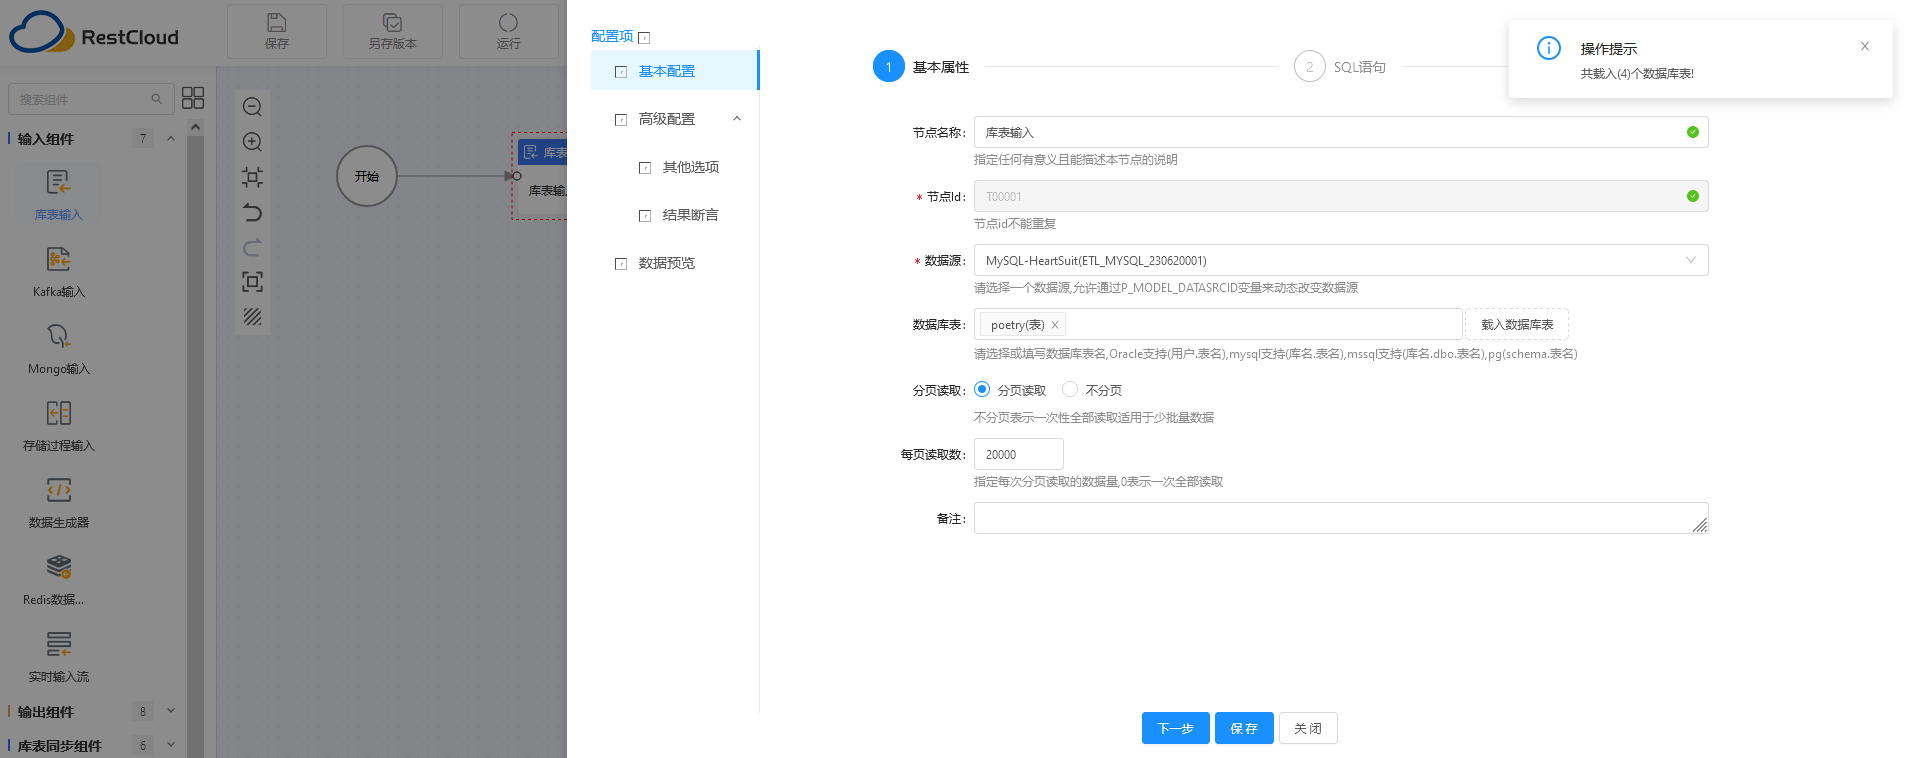 RestCloud
保存
另存版本
运行
搜索组件
输入组件 7
库表输入
Kafka输入
Mongo输入
存储过程输入
数据生成器
Redis数据...
实时输入流
输出组件 8
库表同步组件 6
开始
库表
库表输
配置项
基本配置
高级配置
其他选项
结果断言
数据预览
1 基本属性
2 SQL语句
操作提示
共载入(4)个数据库表!
节点名称: 库表输入
指定任何有意义且能描述本节点的说明
* 节点Id: T00001
节点id不能重复
* 数据源: MySQL-HeartSuit(ETL_MYSQL_230620001)
请选择一个数据源,允许通过P_MODEL_DATASRCID变量来动态改变数据源
数据库表: poetry(表) 载入数据库表
请选择或填写数据库表名,Oracle支持(用户.表名),mysql支持(库名.表名),mssql支持(库名.dbo.表名),pg(schema.表名)
分页读取: 分页读取 不分页
不分页表示一次性全部读取适用于少批量数据
每页读取数: 20000
指定每次分页读取的数据量,0表示一次全部读取
备注:
下一步 保存 关闭